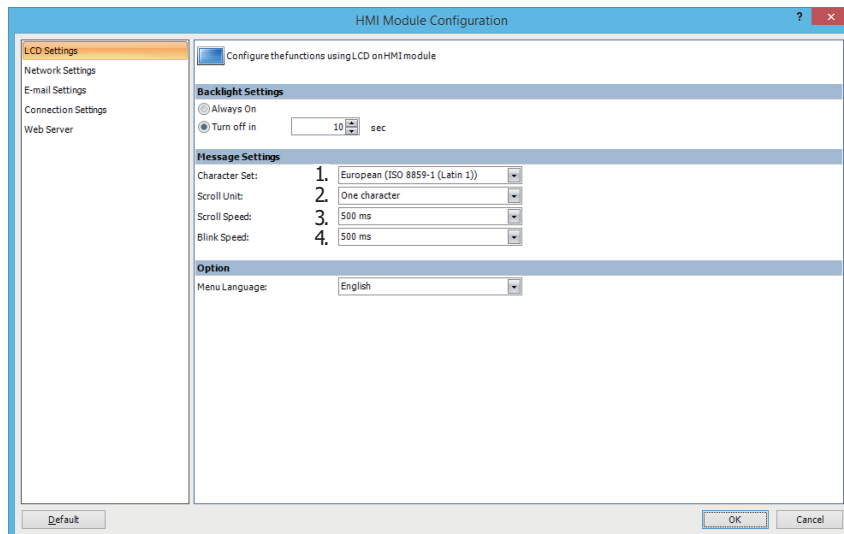 HMI Module Configuration ? ×
LCD Settings
Network Settings
E-mail Settings
Connection Settings
Web Server
Configure the functions using LCD on HMI module
Backlight Settings
Always On
Turn off in 10 sec
Message Settings
Character Set: 1. European (ISO 8859-1 (Latin 1))
Scroll Unit: 2. One character
Scroll Speed: 3. 500 ms
Blink Speed: 4. 500 ms
Option
Menu Language: English
Default OK Cancel